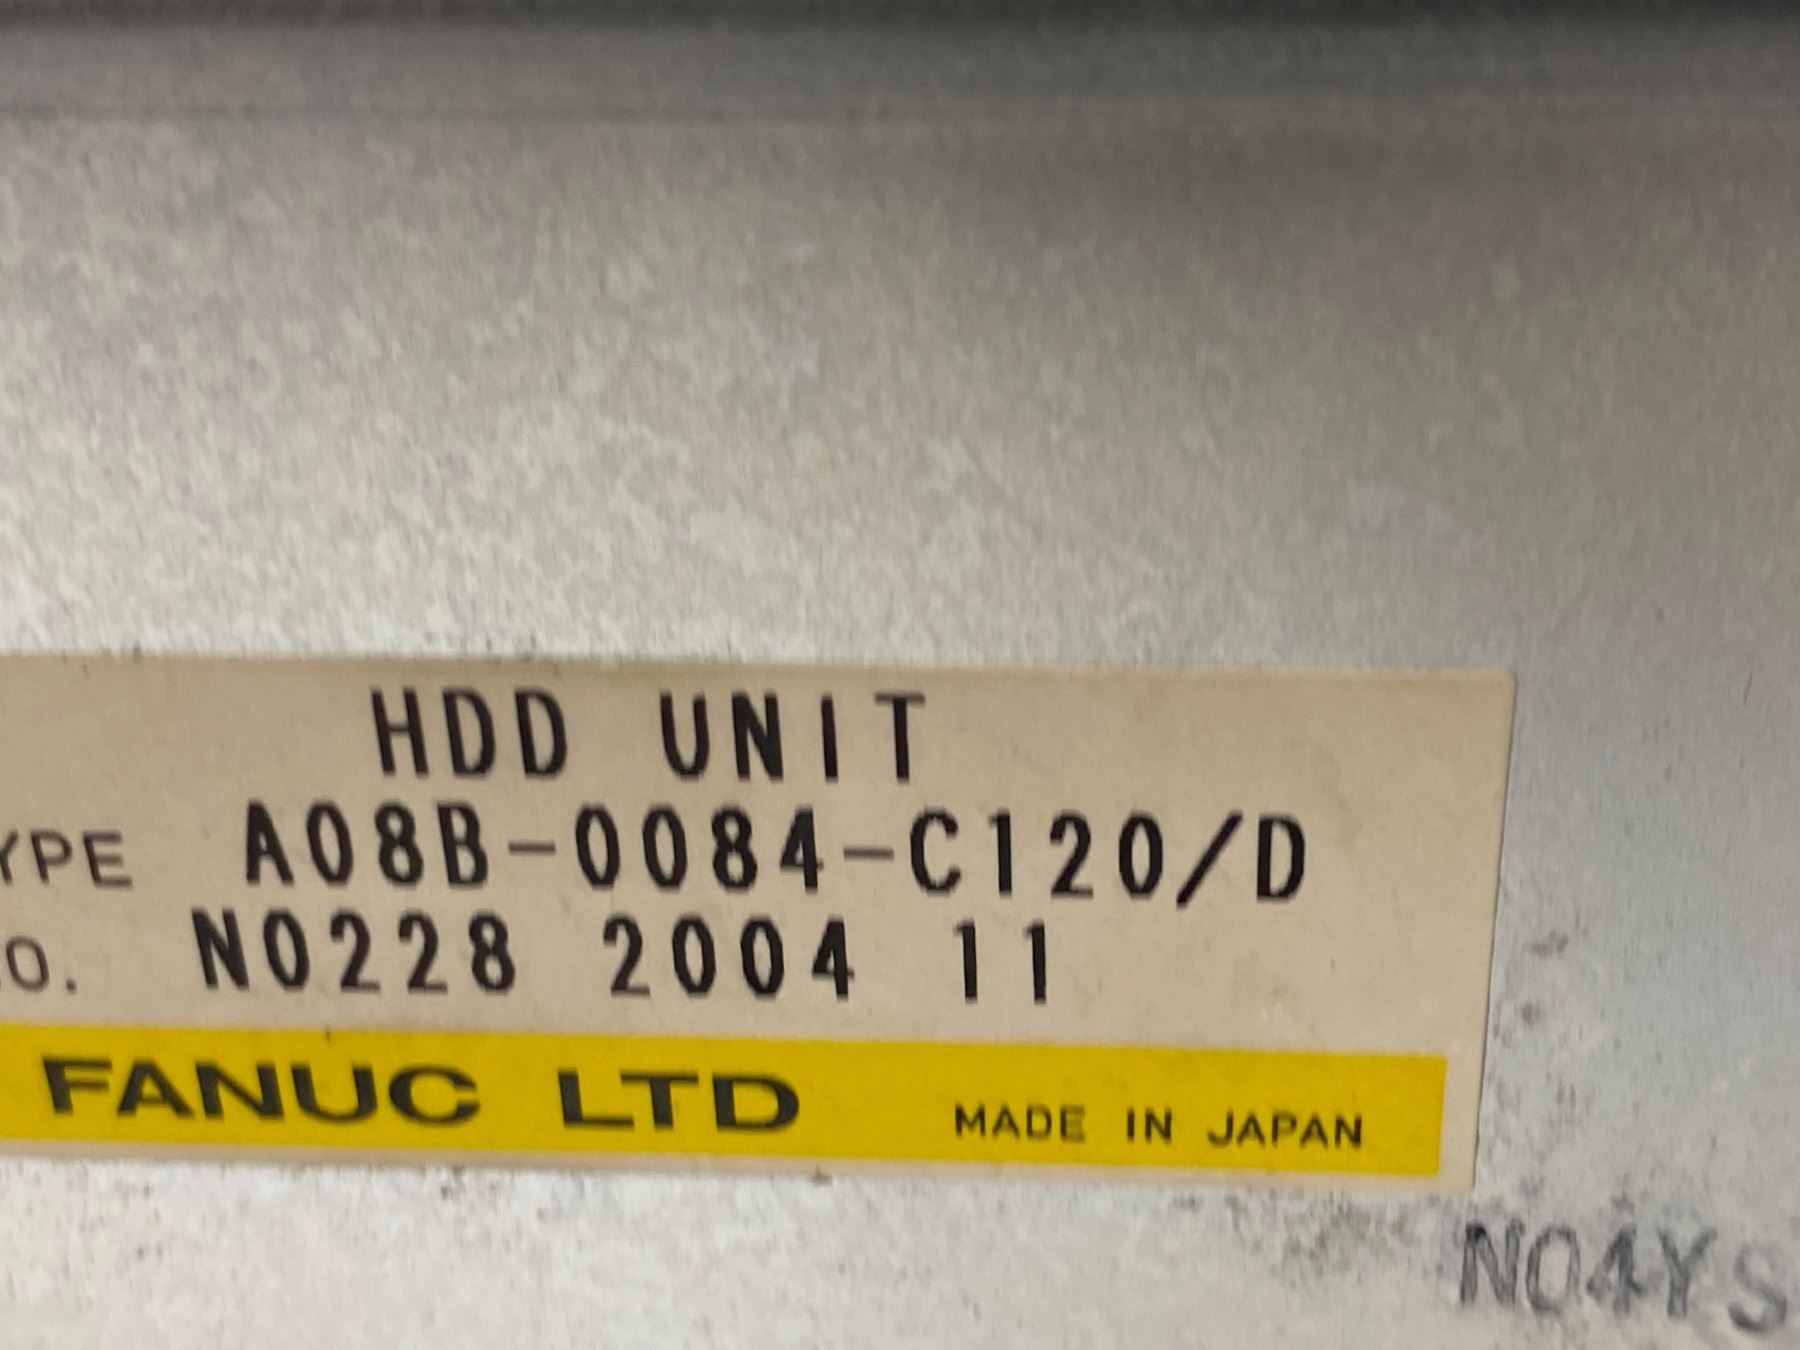 HDD UNIT
YPE A08B-0084-C120/D
O. N0228 2004 11
FANUC LTD MADE IN JAPAN
N04YS